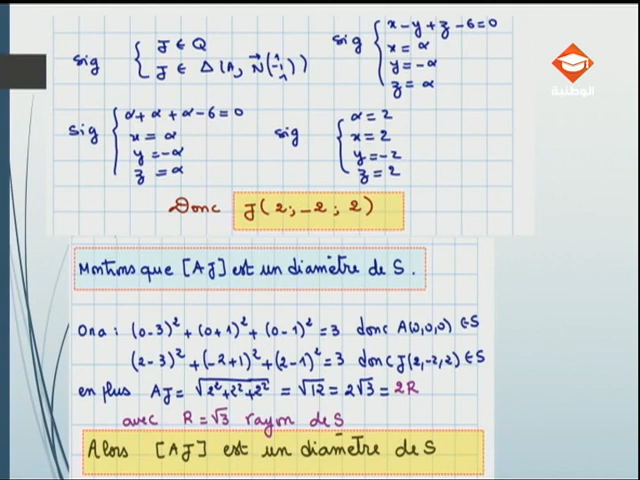 الوطنية
sig { J ∈ Q
J ∈ Δ(A, N⃗(1 -1 1))
sig { x - y + z - 6 = 0
x = α
y = -α
z = α
sig { α + α + α - 6 = 0
x = α
y = -α
z = α
sig { α = 2
x = 2
y = -2
z = 2
Donc J(2; -2; 2)
Montrons que [AJ] est un diamètre de S.
On a : (0-3)² + (0+1)² + (0-1)² = 3 donc A(0,0,0) ∈ S
(2-3)² + (-2+1)² + (2-1)² = 3 donc J(2,-2,2) ∈ S
en plus AJ = √2²+2²+2² = √12 = 2√3 = 2R
avec R = √3 rayon de S
Alors [AJ] est un diamètre de S